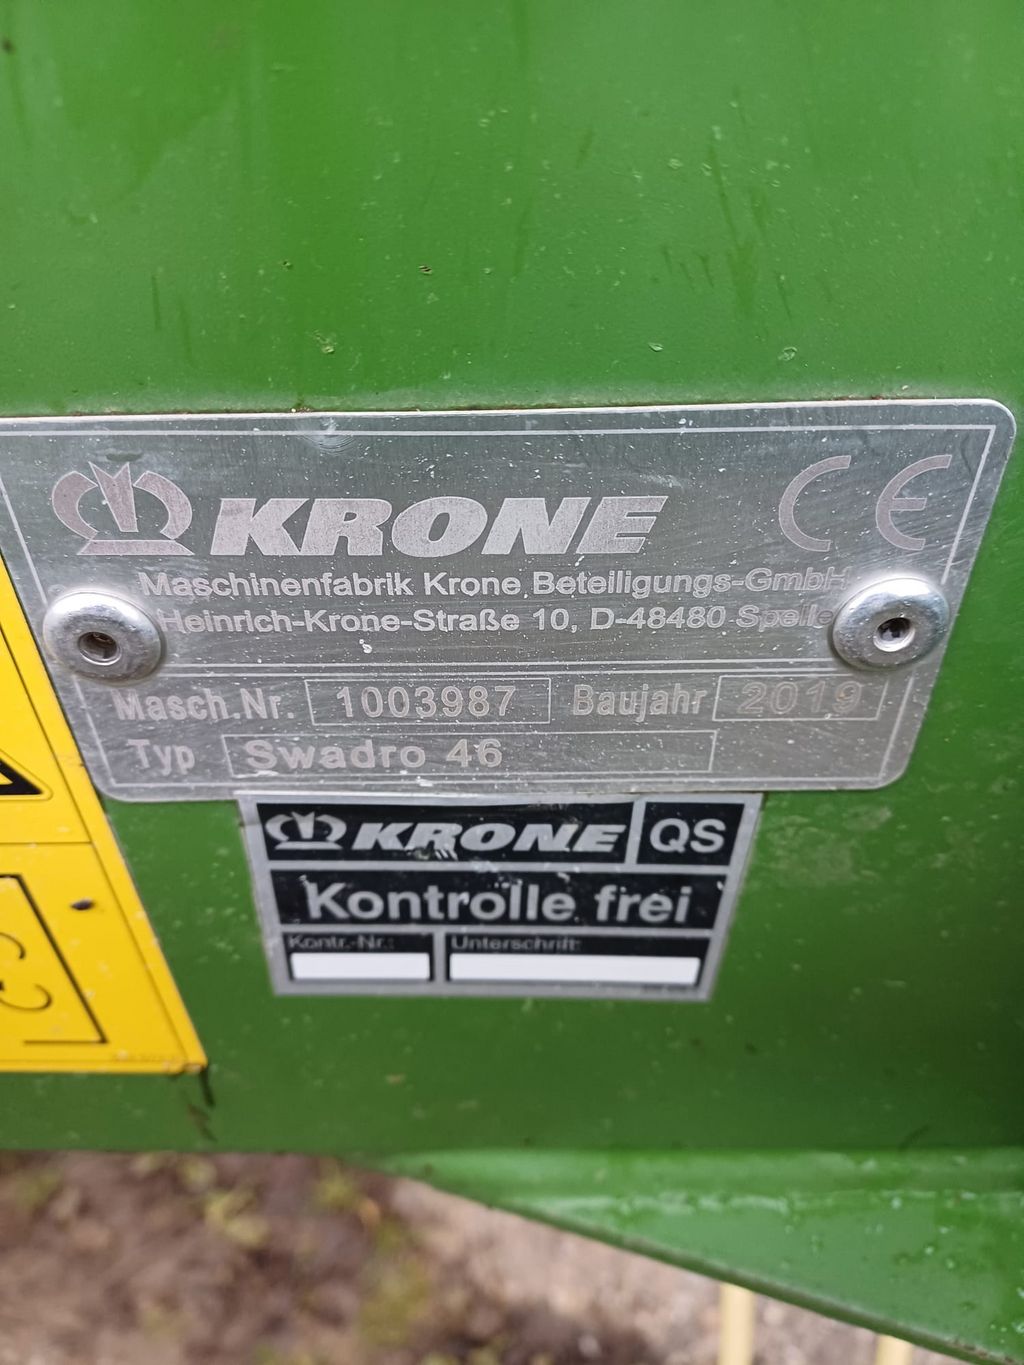 KRONE CE
Maschinenfabrik Krone Beteiligungs-GmbH
Heinrich-Krone-Straße 10, D-48480 Spelle
Masch.Nr. 1003987 Baujahr 2019
Typ Swadro 46
KRONE QS
Kontrolle frei
Kontr.-Nr.: Unterschrift: